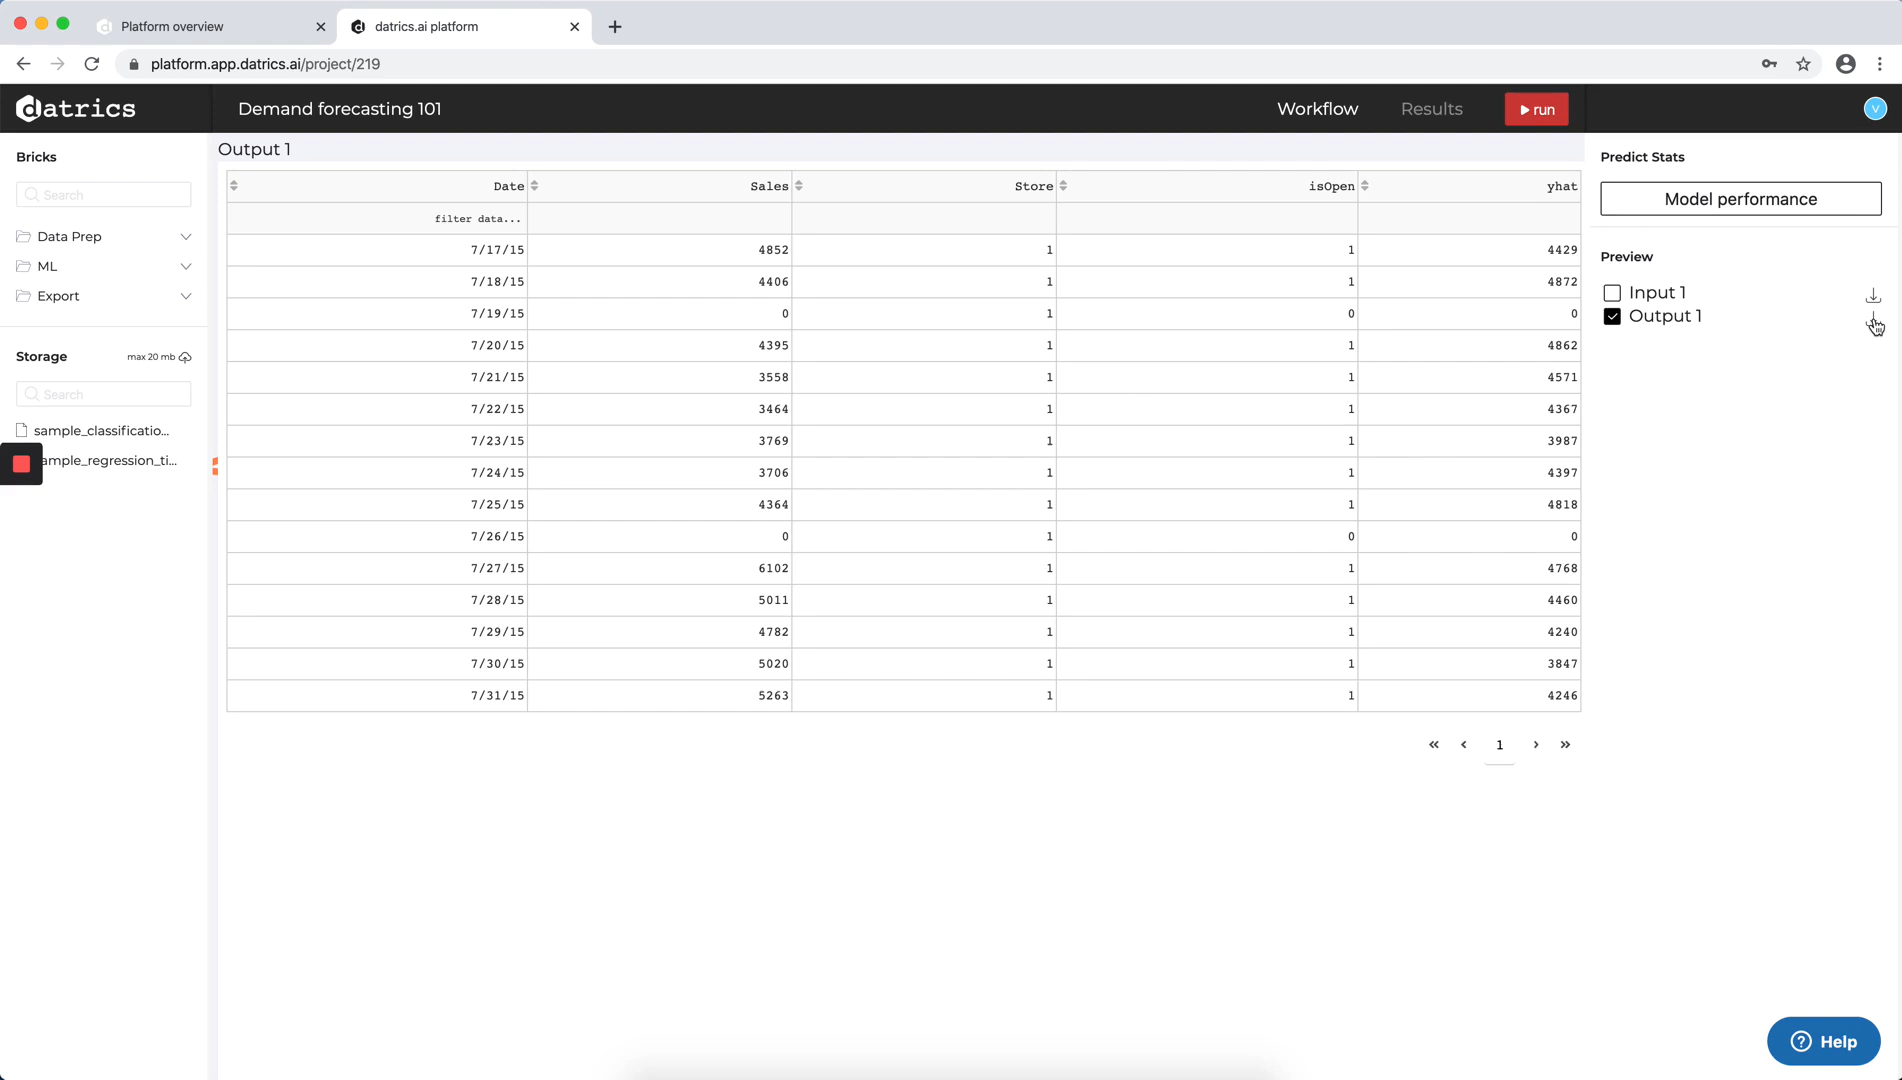 Platform overview
datrics.ai platform
platform.app.datrics.ai/project/219
datrics
Demand forecasting 101
Workflow
Results
run
V
Bricks
Search
Data Prep
ML
Export
Storage
max 20 mb
Search
sample_classificatio...
ample_regression_ti...
Output 1
Date Sales Store isOpen yhat
filter data...
7/17/15 4852 1 1 4429
7/18/15 4406 1 1 4872
7/19/15 0 1 0 0
7/20/15 4395 1 1 4862
7/21/15 3558 1 1 4571
7/22/15 3464 1 1 4367
7/23/15 3769 1 1 3987
7/24/15 3706 1 1 4397
7/25/15 4364 1 1 4818
7/26/15 0 1 0 0
7/27/15 6102 1 1 4768
7/28/15 5011 1 1 4460
7/29/15 4782 1 1 4240
7/30/15 5020 1 1 3847
7/31/15 5263 1 1 4246
« ‹ 1 › »
Predict Stats
Model performance
Preview
Input 1
Output 1
? Help